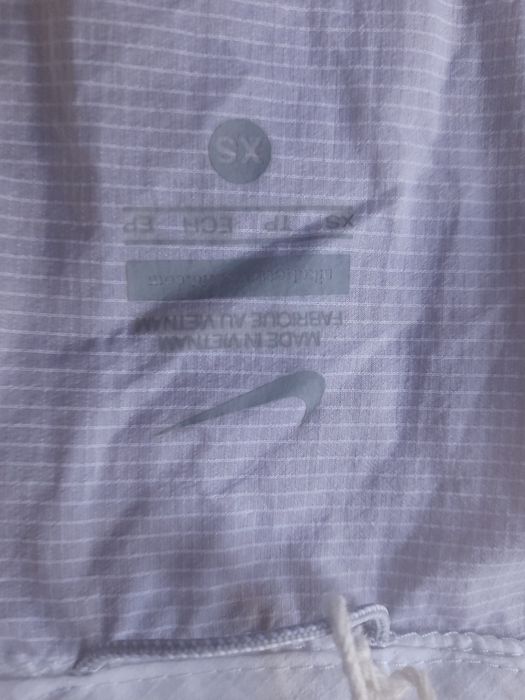 MADE IN VIETNAM
FABRIQUE AU VIETNAM
XS TP ECH EP
XS